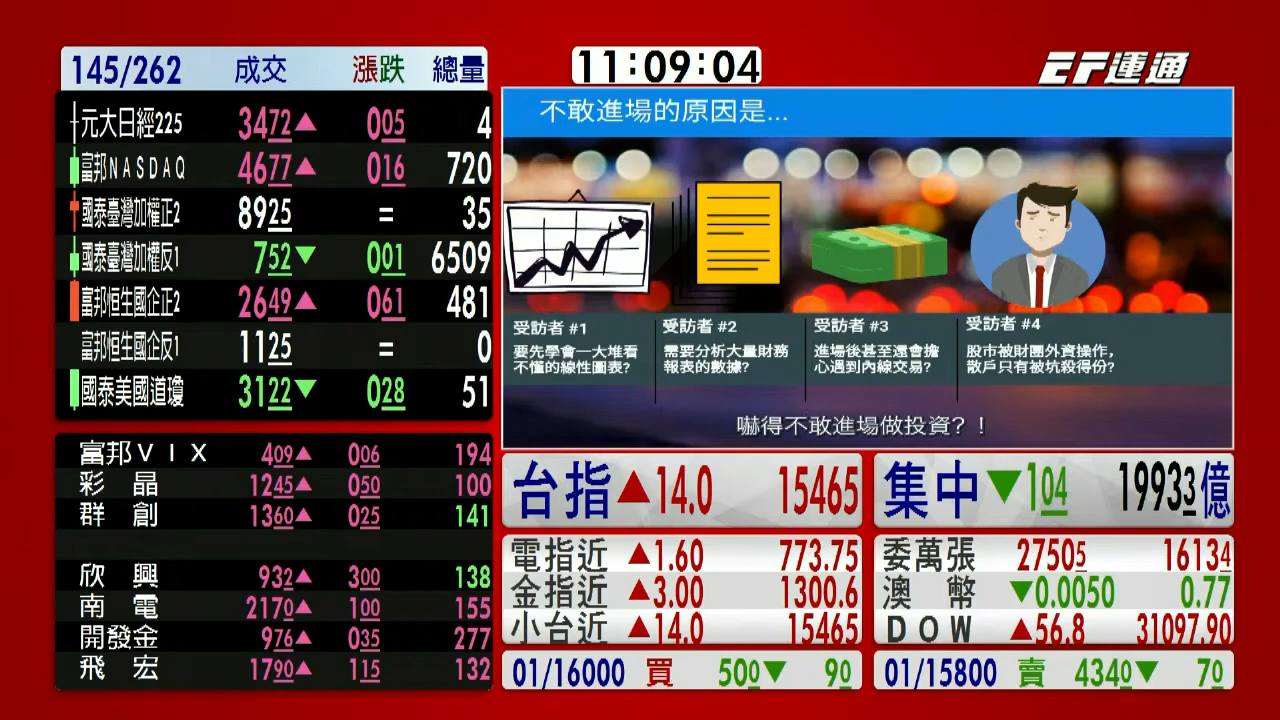 145/262 成交 漲跌 總量
元大日經225 3472▲ 005 4
富邦NASDAQ 4677▲ 016 720
國泰臺灣加權正2 8925 = 35
國泰臺灣加權反1 752▼ 001 6509
富邦恒生國企正2 2649▲ 061 481
富邦恒生國企反1 1125 = 0
國泰美國道瓊 3122▼ 028 51
富邦VIX 409▲ 006 194
彩晶 1245▲ 050 100
群創 1360▲ 025 141
欣興 932▲ 300 138
南電 2170▲ 100 155
開發金 976▲ 035 277
飛宏 1790▲ 115 132
11:09:04
EF運通
不敢進場的原因是...
受訪者 #1
要先學會一大堆看
不懂的線性圖表?
受訪者 #2
需要分析大量財務
報表的數據?
受訪者 #3
進場後甚至還會擔
心遇到內線交易?
受訪者 #4
股市被財團外資操作,
散戶只有被坑殺得份?
嚇得不敢進場做投資?!
台指▲14.0 15465
集中▼104 19933億
電指近 ▲1.60 773.75
金指近 ▲3.00 1300.6
小台近 ▲14.0 15465
委萬張 27505 16134
澳幣 ▼0.0050 0.77
DOW ▲56.8 31097.90
01/16000 買 500▼ 90
01/15800 賣 4340▼ 70